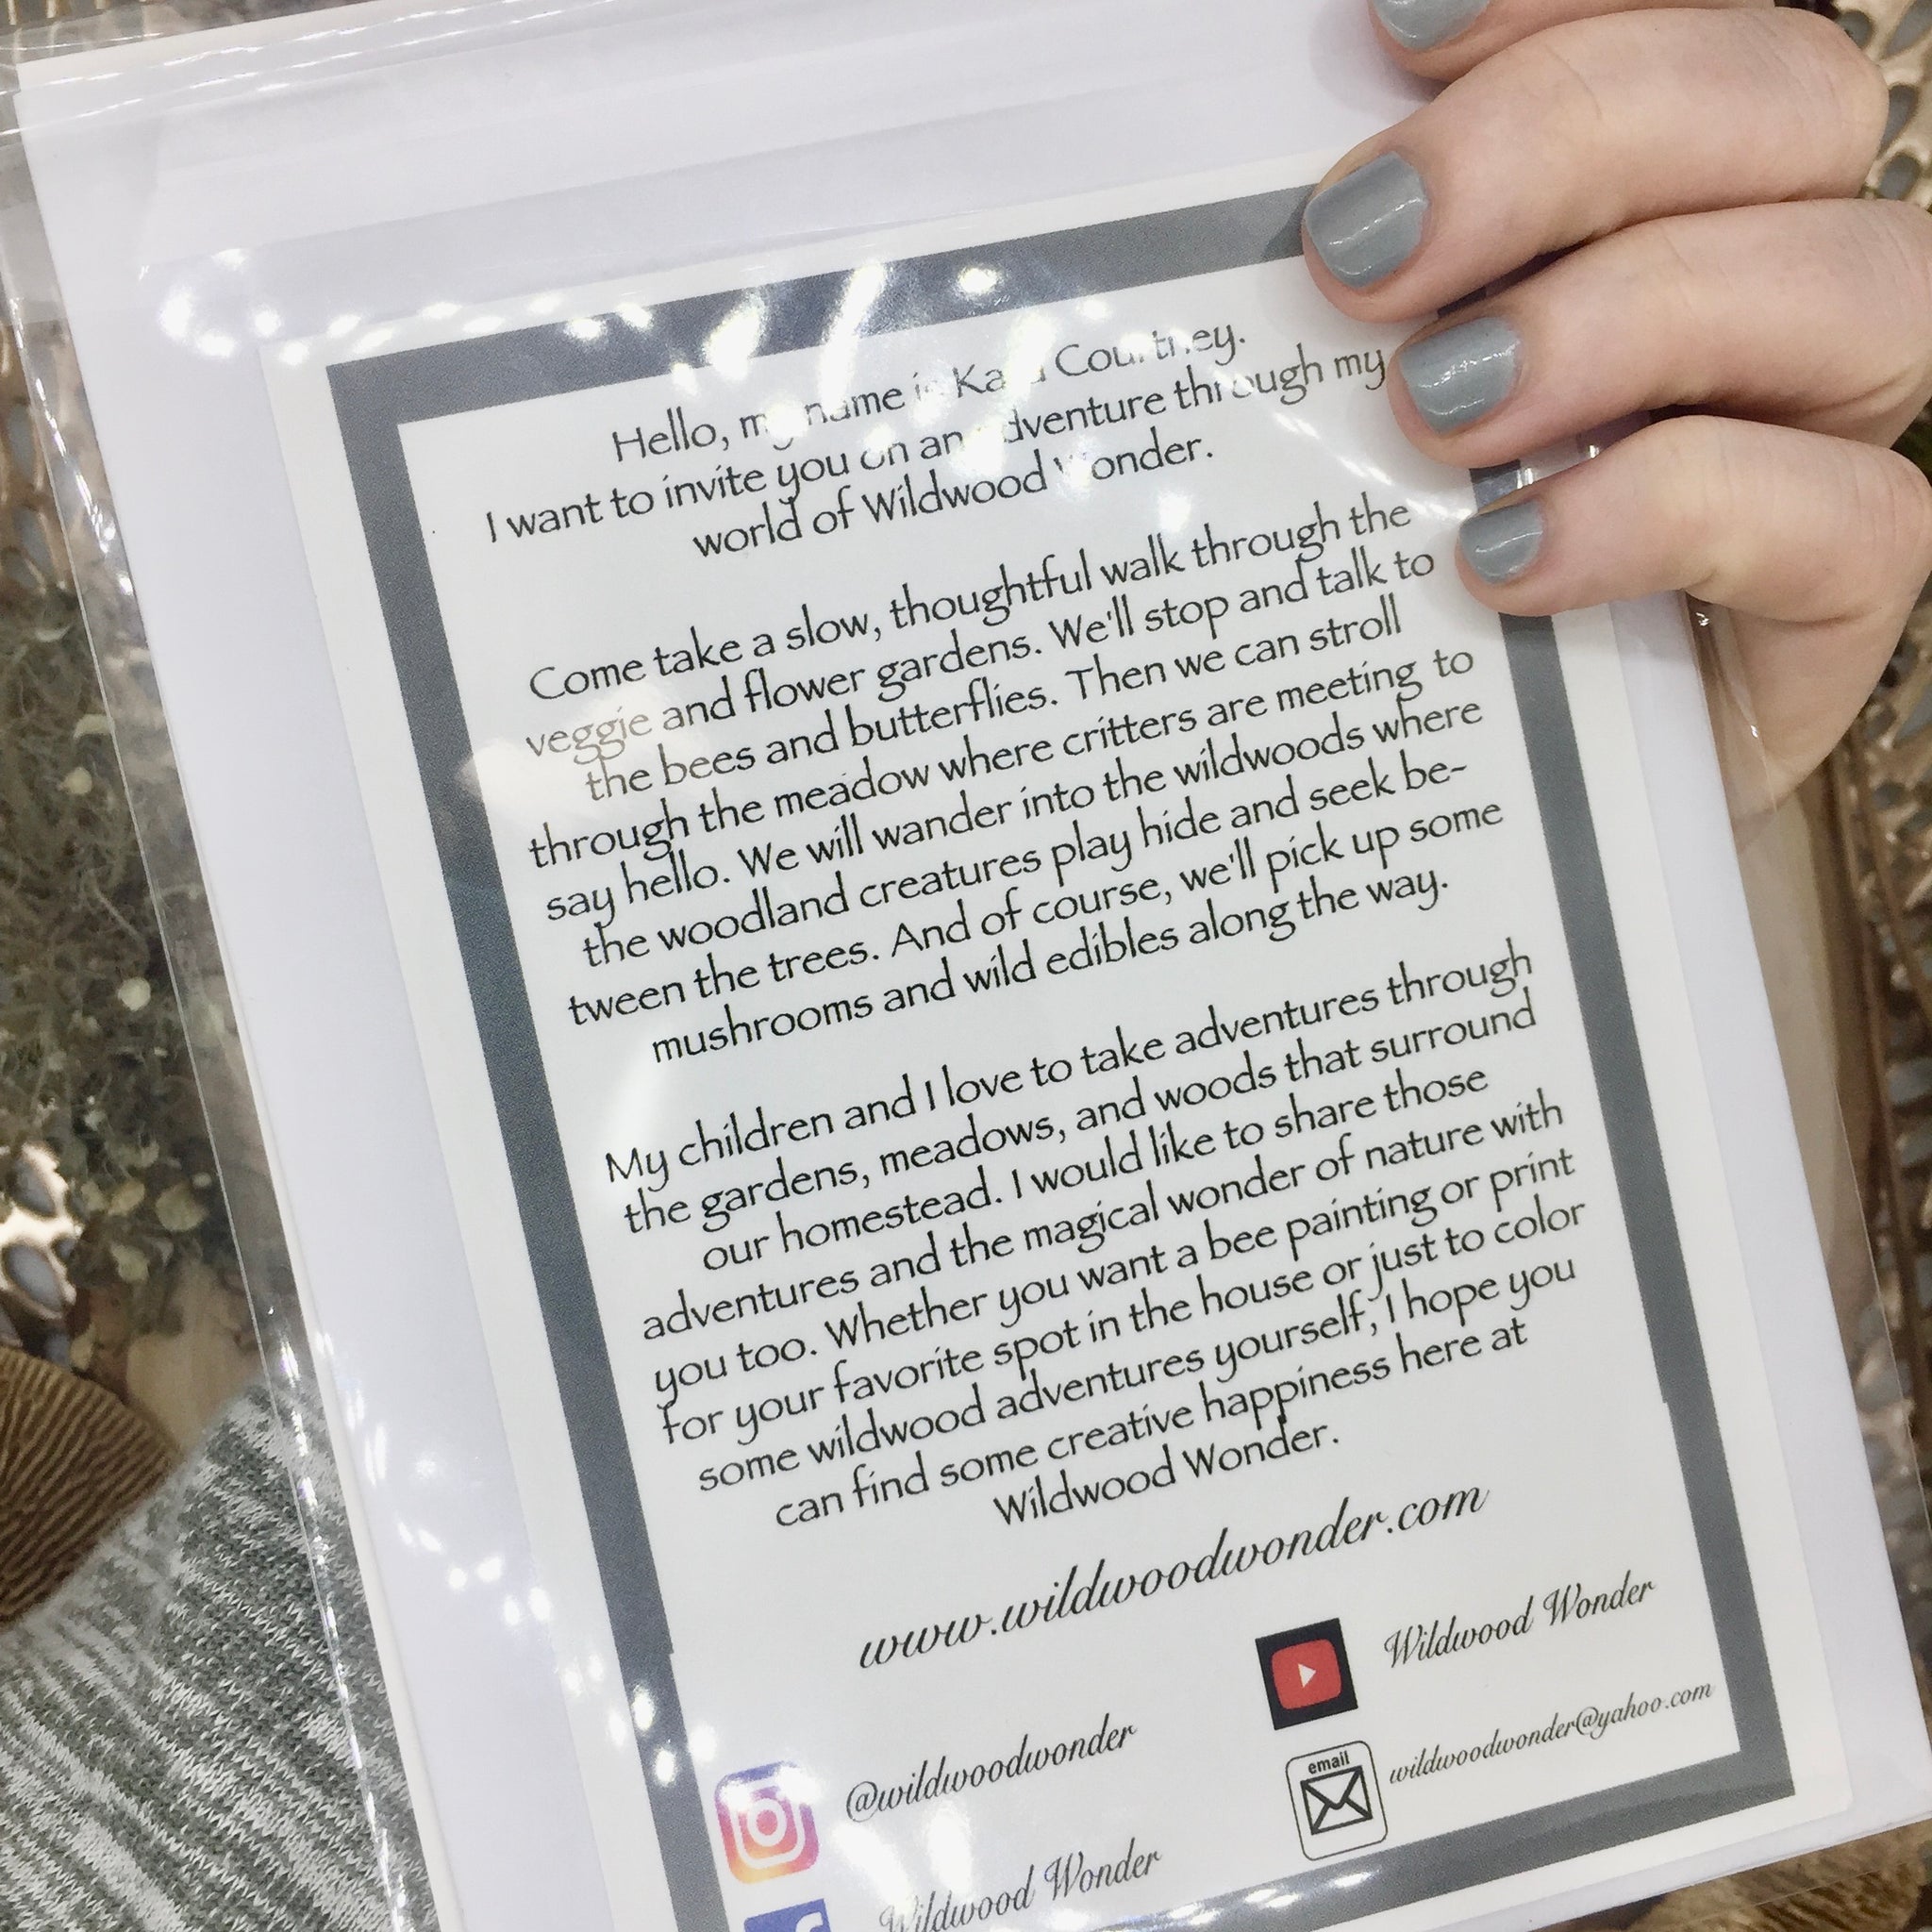 Hello, my name is Courtney.
I want to invite you on an adventure through my
world of Wildwood Wonder.
Come take a slow, thoughtful walk through the
veggie and flower gardens. We'll stop and talk to
the bees and butterflies. Then we can stroll
through the meadow where critters are meeting to
say hello. We will wander into the wildwoods where
the woodland creatures play hide and seek be-
tween the trees. And of course, we'll pick up some
mushrooms and wild edibles along the way.
My children and I love to take adventures through
the gardens, meadows, and woods that surround
our homestead. I would like to share those
adventures and the magical wonder of nature with
you too. Whether you want a bee painting or print
for your favorite spot in the house or just to color
some wildwood adventures yourself, I hope you
can find some creative happiness here at
Wildwood Wonder.
www.wildwoodwonder.com
Wildwood Wonder
@wildwoodwonder
email
wildwoodwonder@yahoo.com
Wildwood Wonder